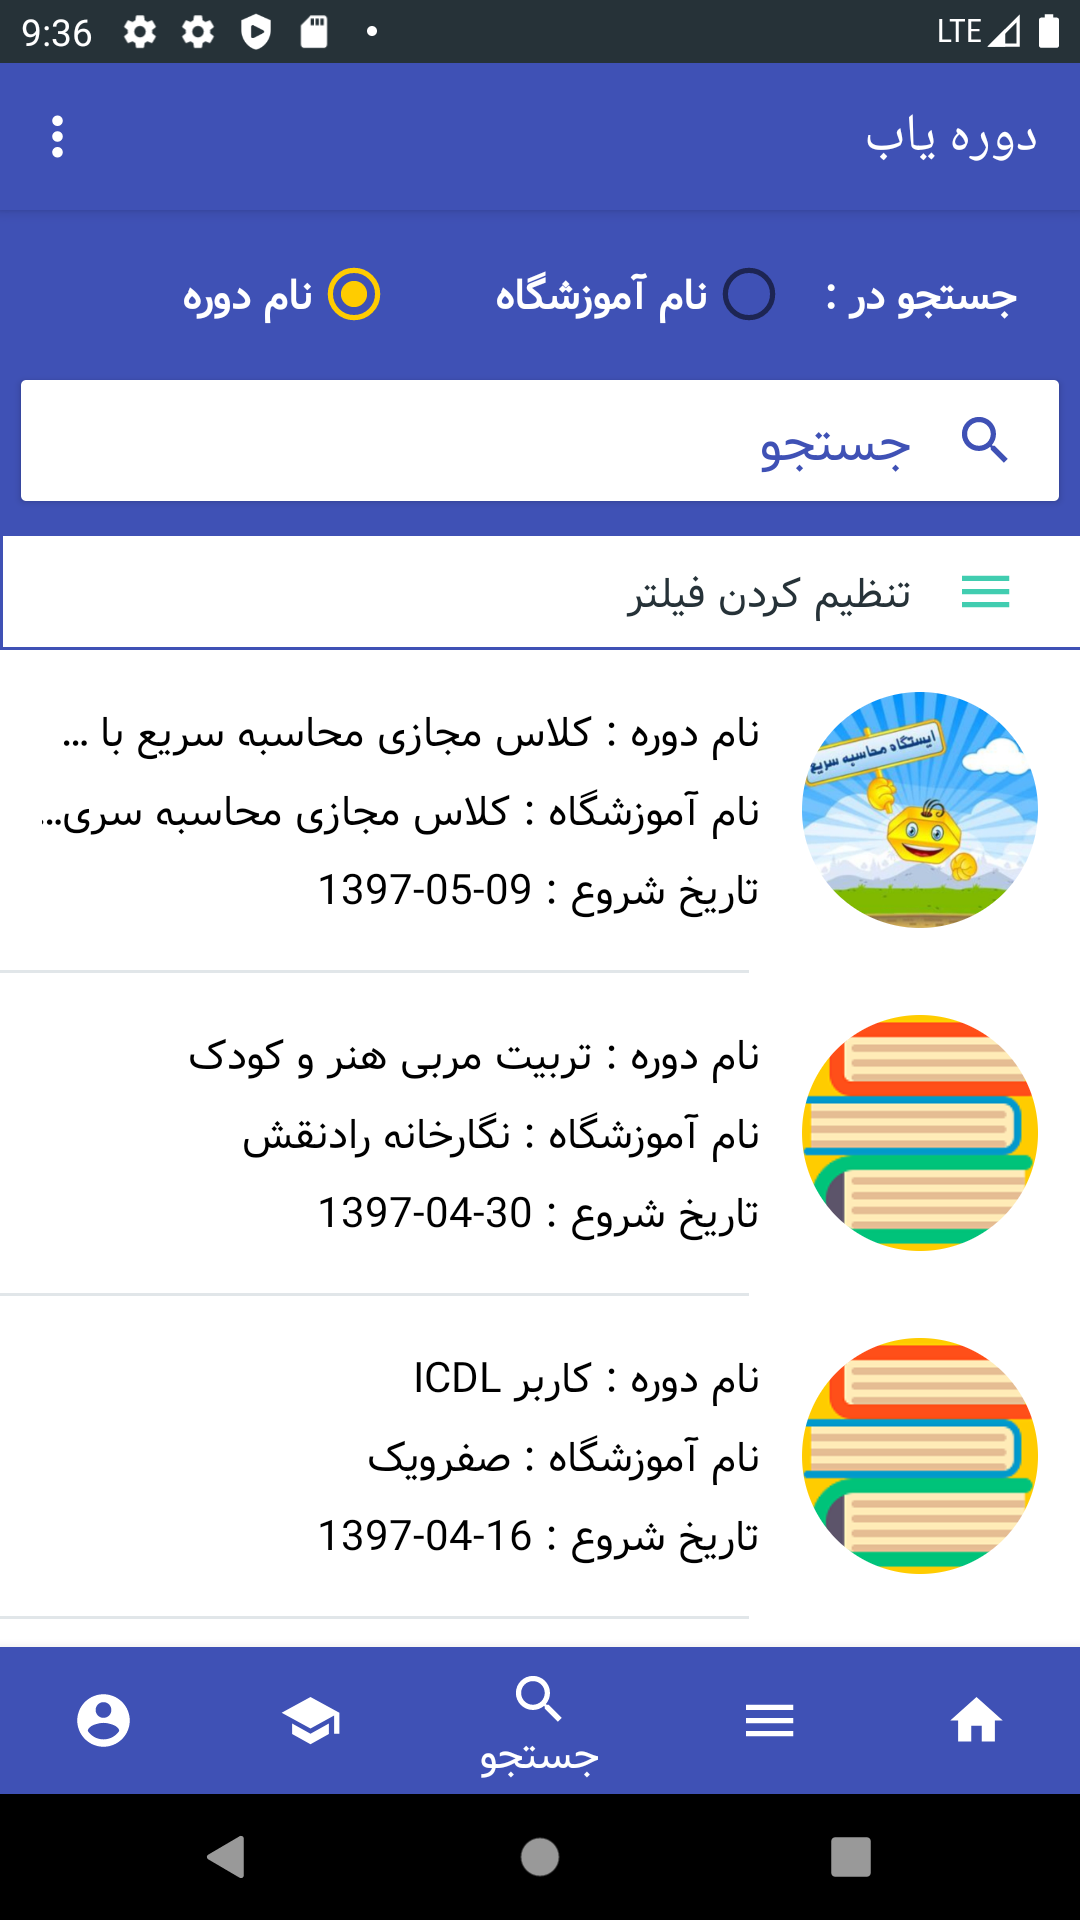 9:36 LTE
دوره یاب
جستجو در : نام آموزشگاه نام دوره
جستجو
تنظیم کردن فیلتر
نام دوره : کلاس مجازی محاسبه سریع با ...
نام آموزشگاه : کلاس مجازی محاسبه سری...
تاریخ شروع : 1397-05-09
ایستگاه محاسبه سریع
نام دوره : تربیت مربی هنر و کودک
نام آموزشگاه : نگارخانه رادنقش
تاریخ شروع : 1397-04-30
نام دوره : کاربر ICDL
نام آموزشگاه : صفرویک
تاریخ شروع : 1397-04-16
جستجو